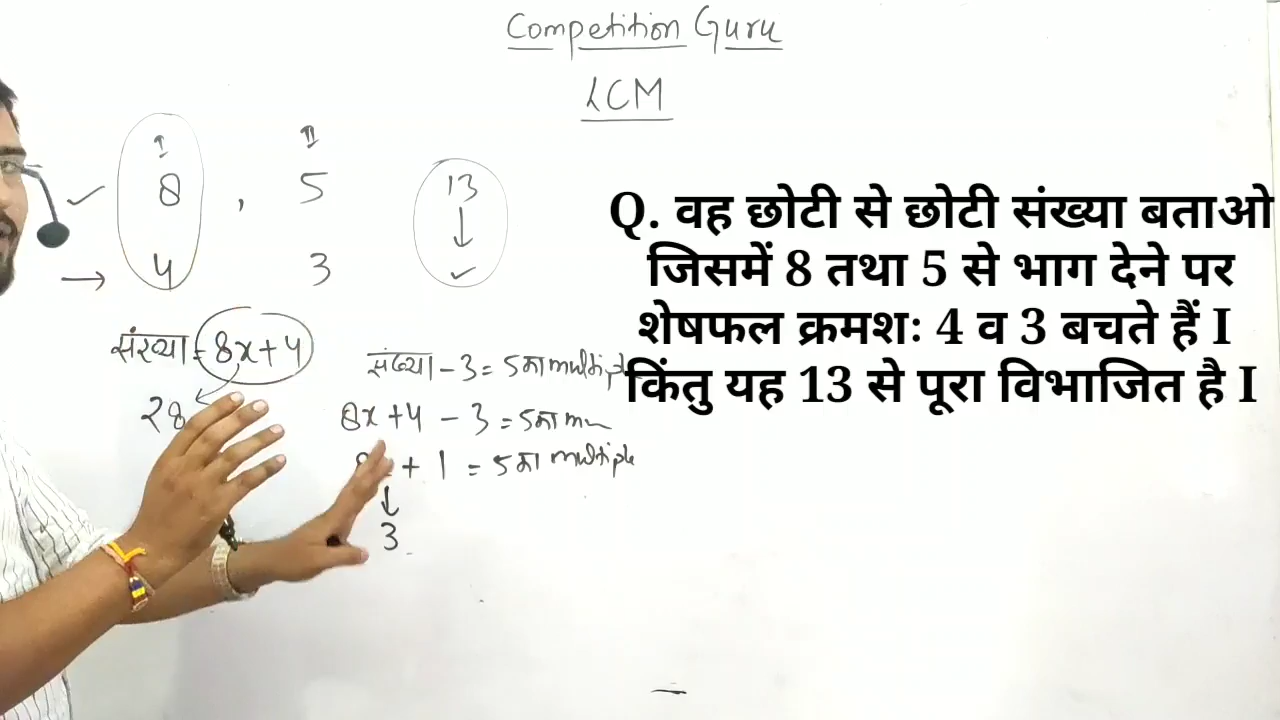 Competition Guru
LCM
I II
8 , 5 13
4 3
संख्या = 8x+4
28
संख्या - 3 = 5 का multiple
8x + 4 - 3 = 5 का
+ 1 = 5 का multiple
3
Q. वह छोटी से छोटी संख्या बताओ
जिसमें 8 तथा 5 से भाग देने पर
शेषफल क्रमशः 4 व 3 बचते हैं I
किंतु यह 13 से पूरा विभाजित है I